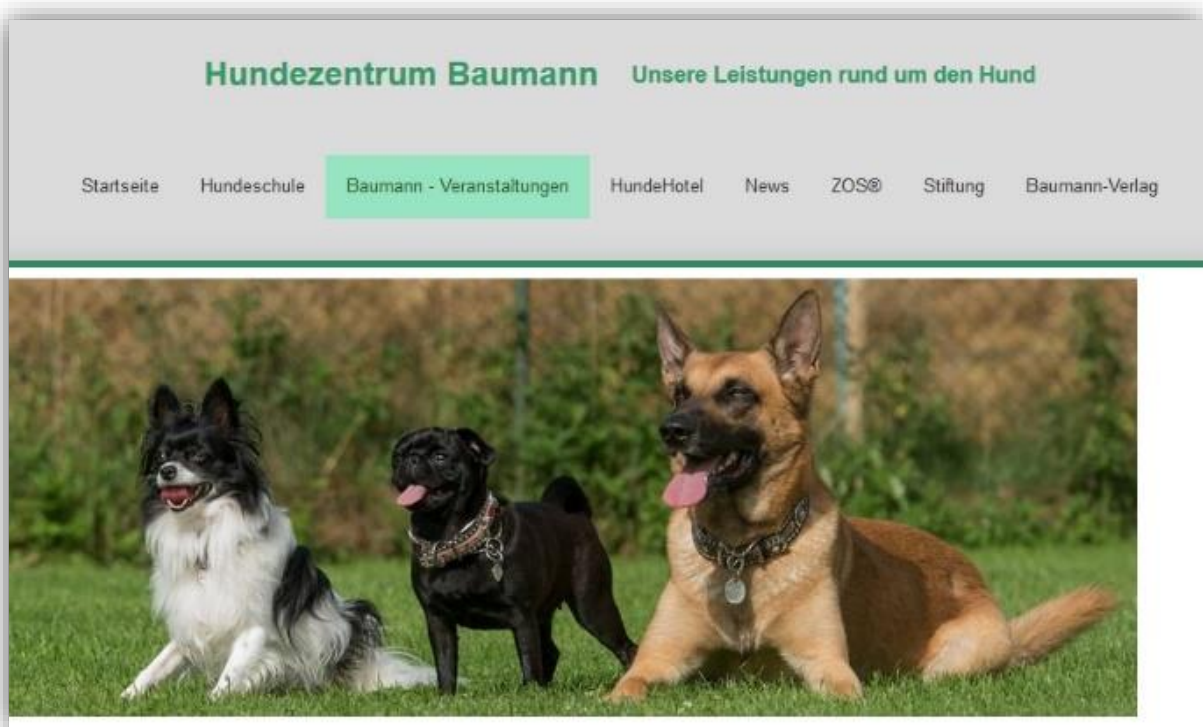 Hundezentrum Baumann Unsere Leistungen rund um den Hund
Startseite Hundeschule Baumann - Veranstaltungen HundeHotel News ZOS® Stiftung Baumann-Verlag